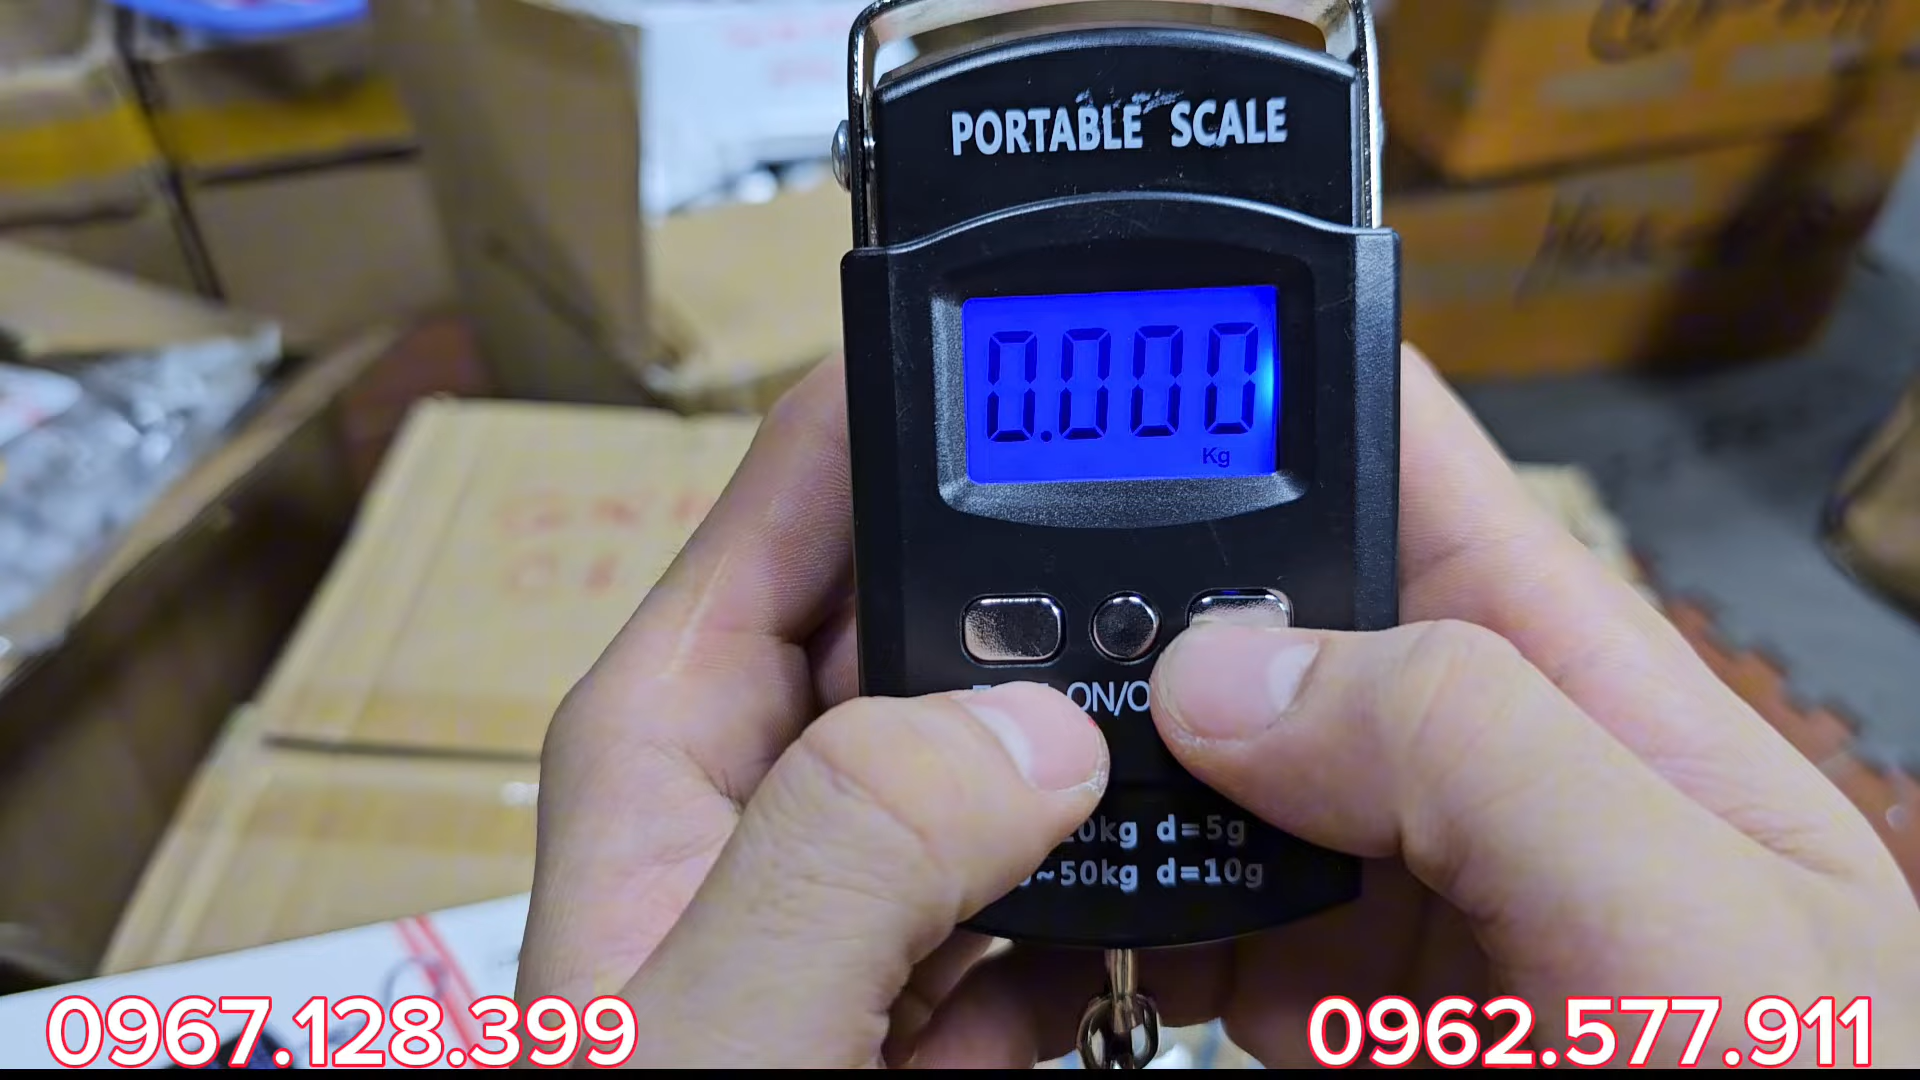 PORTABLE SCALE
0.000
Kg
ON/O
0kg d=5g
~50kg d=10g
0967.128.399
0962.577.911